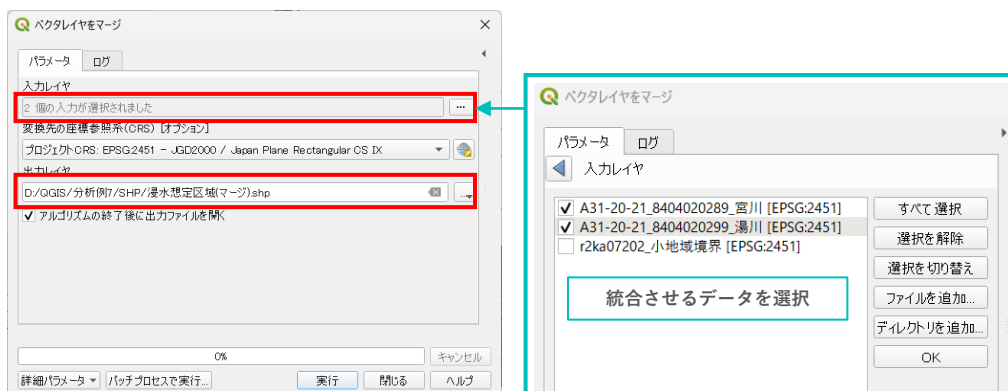 ベクタレイヤをマージ
パラメータ ログ
入力レイヤ
2 個の入力が選択されました
...
変換先の座標参照系(CRS) [オプション]
プロジェクトCRS: EPSG:2451 - JGD2000 / Japan Plane Rectangular CS IX
出力レイヤ
D:/QGIS/分析例7/SHP/浸水想定区域(マージ).shp
...
アルゴリズムの終了後に出力ファイルを開く
0%
キャンセル
詳細パラメータ
バッチプロセスで実行...
実行
閉じる
ヘルプ
ベクタレイヤをマージ
パラメータ ログ
入力レイヤ
A31-20-21_8404020289_宮川 [EPSG:2451]
A31-20-21_8404020299_湯川 [EPSG:2451]
r2ka07202_小地域境界 [EPSG:2451]
統合させるデータを選択
すべて選択
選択を解除
選択を切り替え
ファイルを追加...
ディレクトリを追加...
OK